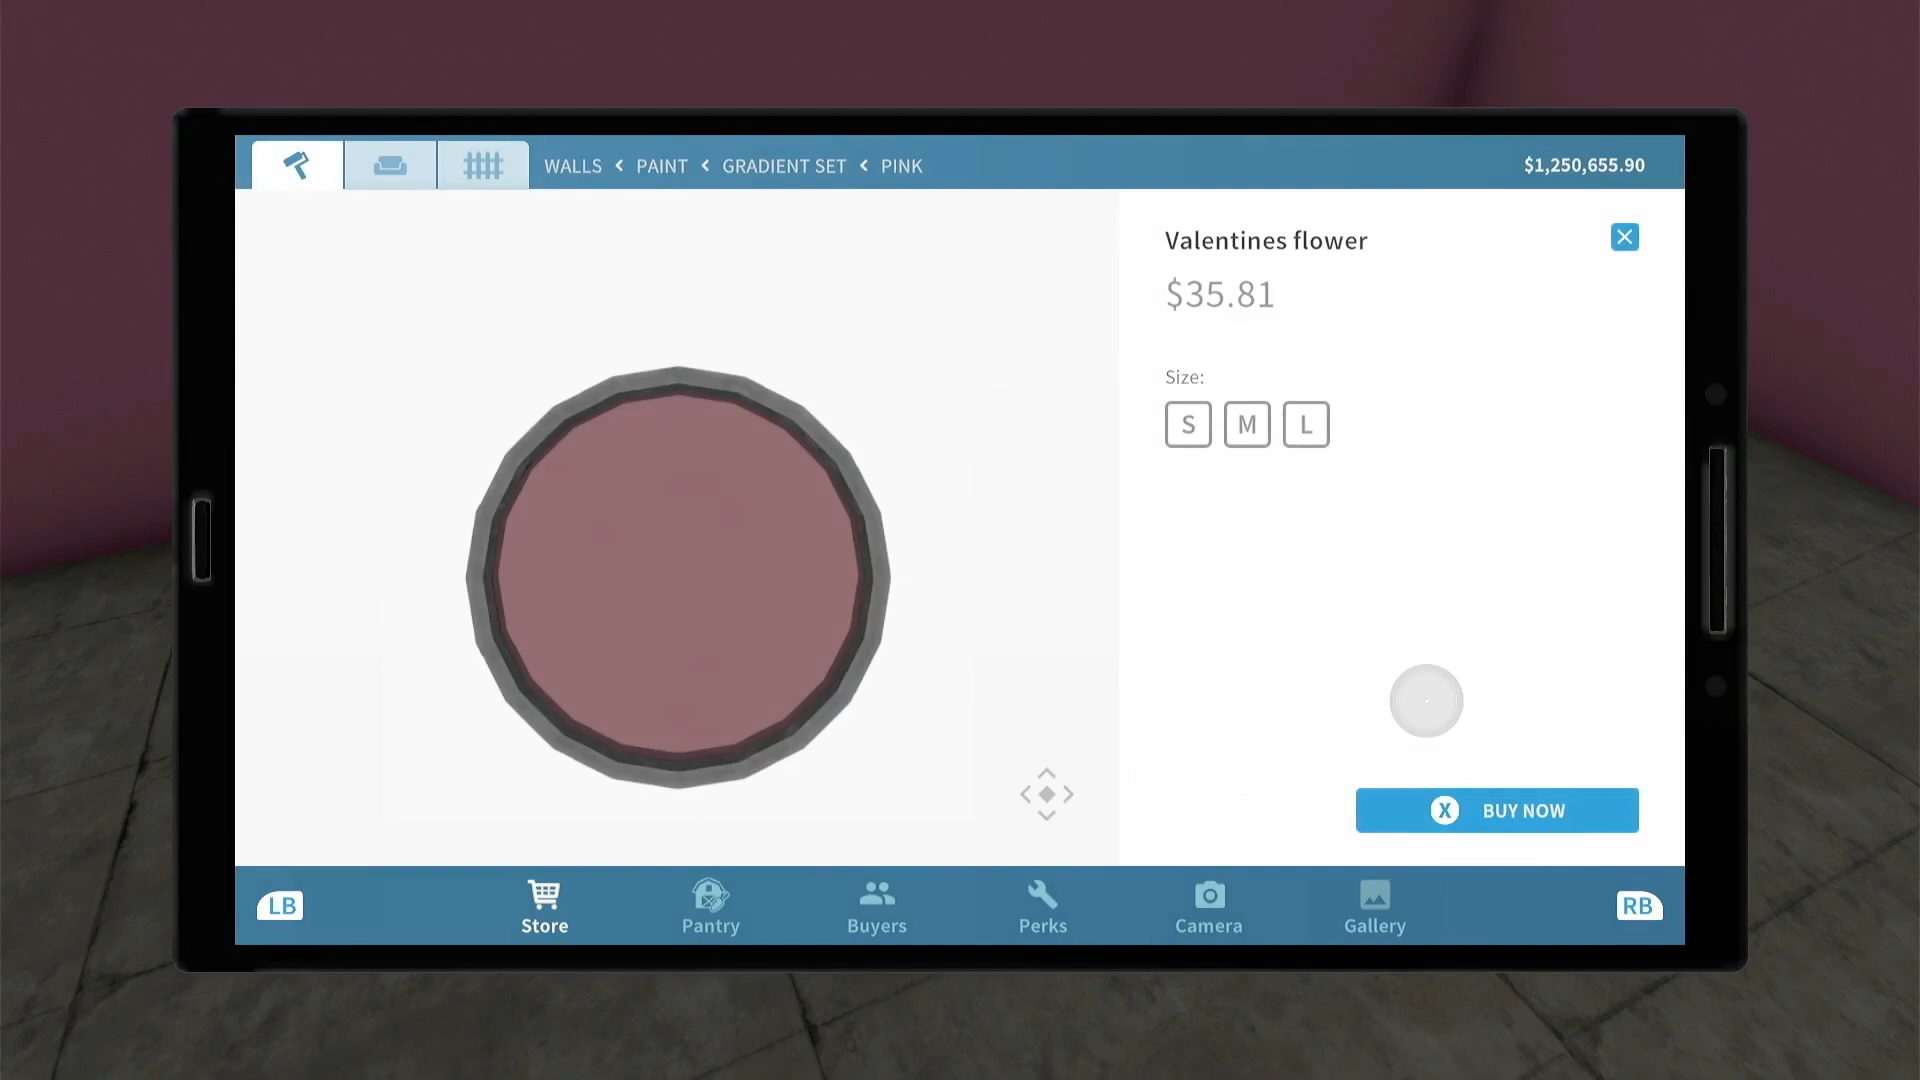 WALLS < PAINT < GRADIENT SET < PINK
$1,250,655.90
Valentines flower
$35.81
Size:
S M L
X BUY NOW
LB
Store
Pantry
Buyers
Perks
Camera
Gallery
RB